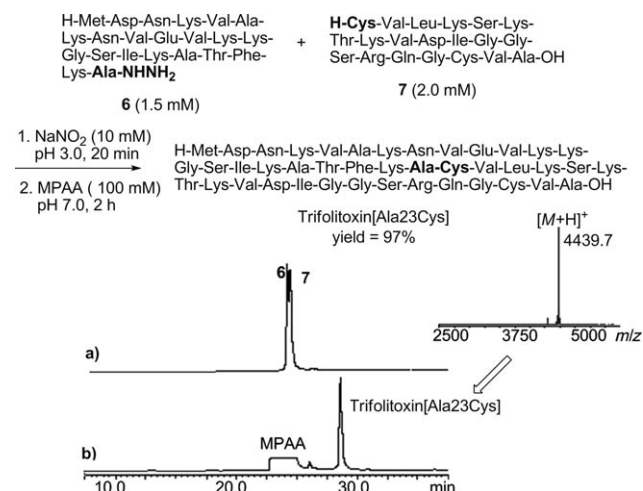 H-Met-Asp-Asn-Lys-Val-Ala-
Lys-Asn-Val-Glu-Val-Lys-Lys-
Gly-Ser-Ile-Lys-Ala-Thr-Phe-
Lys-Ala-NHNH2
6 (1.5 mM)
+
H-Cys-Val-Leu-Lys-Ser-Lys-
Thr-Lys-Val-Asp-Ile-Gly-Gly-
Ser-Arg-Gln-Gly-Cys-Val-Ala-OH
7 (2.0 mM)
1. NaNO2 (10 mM)
pH 3.0, 20 min
2. MPAA ( 100 mM)
pH 7.0, 2 h
H-Met-Asp-Asn-Lys-Val-Ala-Lys-Asn-Val-Glu-Val-Lys-Lys-
Gly-Ser-Ile-Lys-Ala-Thr-Phe-Lys-Ala-Cys-Val-Leu-Lys-Ser-Lys-
Thr-Lys-Val-Asp-Ile-Gly-Gly-Ser-Arg-Gln-Gly-Cys-Val-Ala-OH
Trifolitoxin[Ala23Cys]
yield = 97%
[M+H]+
4439.7
2500 3750 5000 m/z
6 7
a)
Trifolitoxin[Ala23Cys]
MPAA
b)
10.0 20.0 30.0 min